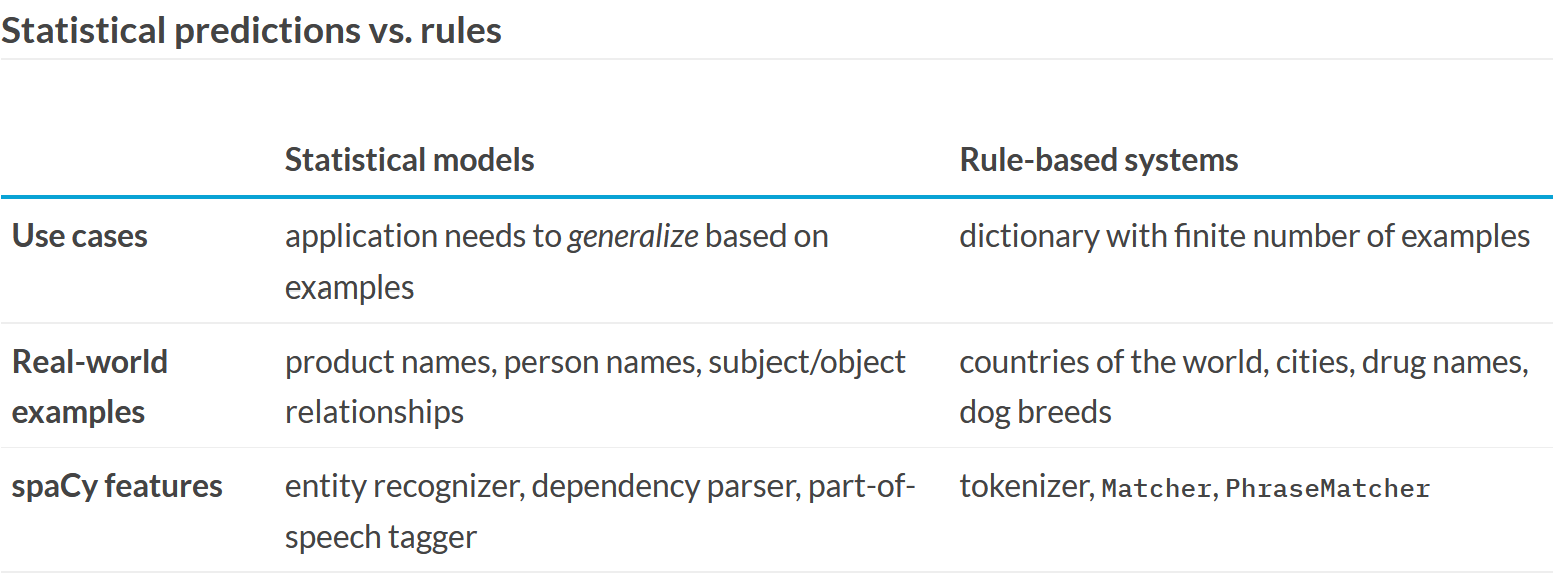 Statistical predictions vs. rules
Statistical models Rule-based systems
Use cases application needs to generalize based on dictionary with finite number of examples
examples
Real-world product names, person names, subject/object countries of the world, cities, drug names,
examples relationships dog breeds
spaCy features entity recognizer, dependency parser, part-of- tokenizer, Matcher, PhraseMatcher
speech tagger